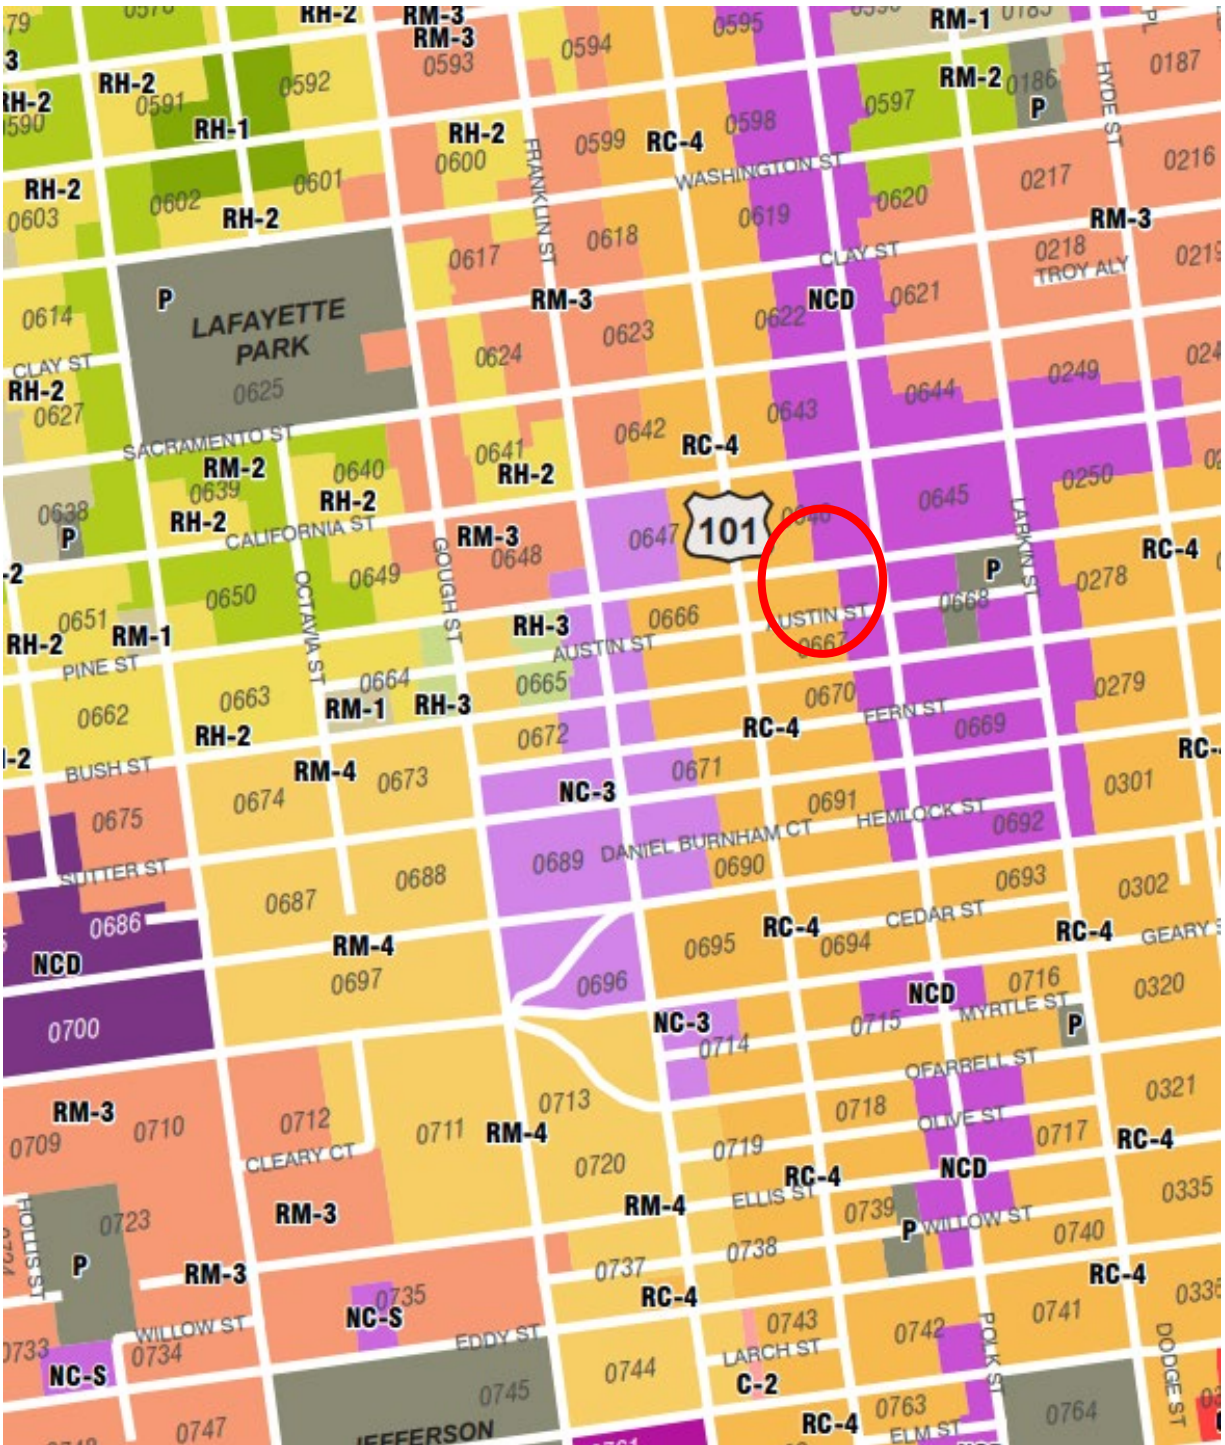 RH-2
RM-3
0595
RM-1
RM-3
0594
0593
0592
RH-2
0591
RM-2
0186
0187
P
HYDE ST
RH-2
0590
RH-1
RH-2
0600
FRANKLIN ST
0599
RC-4
0598
0597
WASHINGTON ST
0217
0216
RH-2
0603
0602
0601
RH-2
0617
0618
0619
0620
RM-3
CLAY ST
0218
TROY ALY
0219
P
LAFAYETTE
PARK
0625
0614
CLAY ST
RM-3
0623
0622
NCD
0621
0624
RH-2
0627
SACRAMENTO ST
0644
0249
0643
0642
RC-4
0641
RH-2
RM-2
0640
0639
RH-2
RH-2
CALIFORNIA ST
0638
P
0645
0250
LARKIN ST
0647
101
GOUGH ST
RM-3
0648
RC-4
P
0278
0668
0649
0650
OCTAVIA ST
0651
RM-1
RH-2
PINE ST
RH-3
AUSTIN ST
0666
AUSTIN ST
0667
0665
0664
RM-1
RH-3
0663
0662
RH-2
0670
FERN ST
0669
0279
RC-4
0672
BUSH ST
RM-4
0673
0674
NC-3
0671
0691
HEMLOCK ST
0692
0301
0675
SUTTER ST
0689
DANIEL BURNHAM CT
0690
0688
0687
0693
0302
CEDAR ST
RC-4
GEARY
0686
NCD
RM-4
0697
0695
RC-4
0694
0696
NCD
0716
MYRTLE ST
P
0320
0700
NC-3
0714
0715
OFARRELL ST
RM-3
0709
0710
0712
CLEARY CT
0711
RM-4
0713
0720
0719
0718
OLIVE ST
0717
RC-4
0321
NCD
RC-4
ELLIS ST
RM-4
0739
P
WILLOW ST
0335
0740
HOLLIS ST
0723
P
RM-3
RM-3
0737
0738
RC-4
RC-4
0735
NC-S
EDDY ST
WILLOW ST
0733
0734
NC-S
0743
LARCH ST
C-2
0742
POLK ST
0741
DODGE ST
0744
0745
JEFFERSON
0747
RC-4
0763
ELM ST
0764